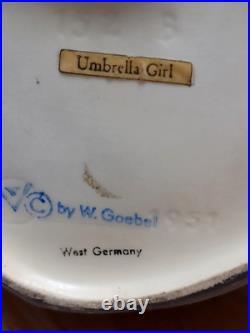 Umbrella Girl
© by W. Goebel
West Germany